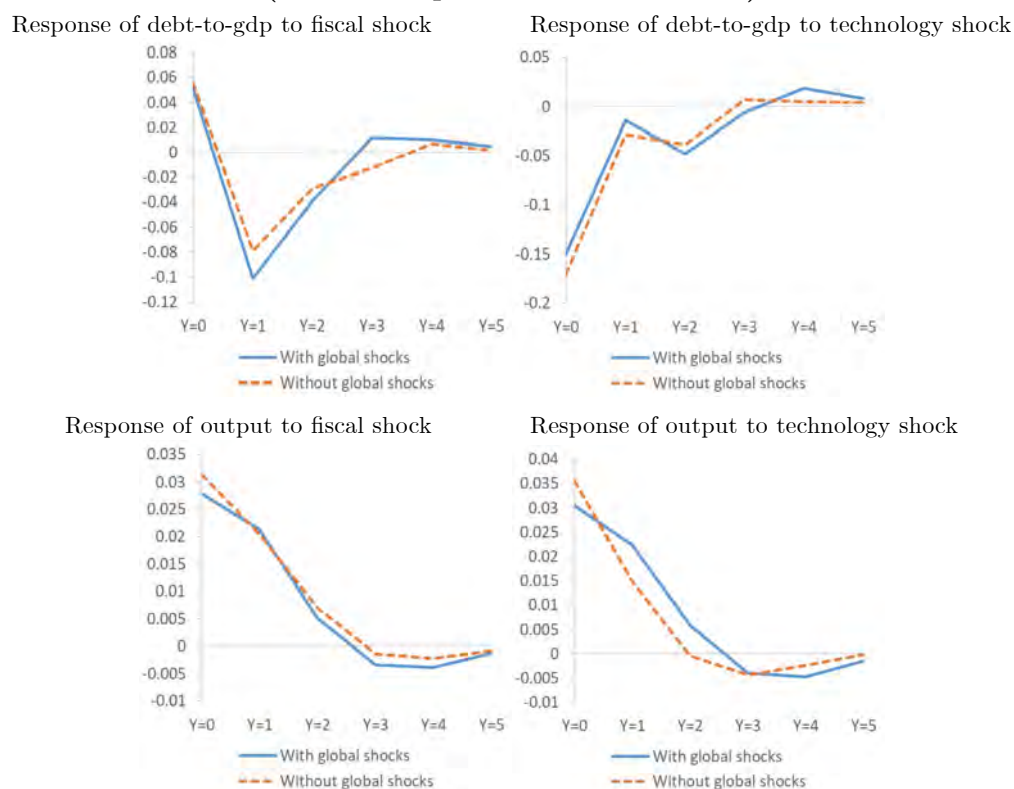 Response of debt-to-gdp to fiscal shock
0.08
0.06
0.04
0.02
0
-0.02
-0.04
-0.06
-0.08
-0.1
-0.12
Y=0 Y=1 Y=2 Y=3 Y=4 Y=5
With global shocks
Without global shocks
Response of debt-to-gdp to technology shock
0.05
0
-0.05
-0.1
-0.15
-0.2
Y=0 Y=1 Y=2 Y=3 Y=4 Y=5
With global shocks
Without global shocks
Response of output to fiscal shock
0.035
0.03
0.025
0.02
0.015
0.01
0.005
0
-0.005
-0.01
Y=0 Y=1 Y=2 Y=3 Y=4 Y=5
With global shocks
Without global shocks
Response of output to technology shock
0.04
0.035
0.03
0.025
0.02
0.015
0.01
0.005
0
-0.005
-0.01
Y=0 Y=1 Y=2 Y=3 Y=4 Y=5
With global shocks
Without global shocks